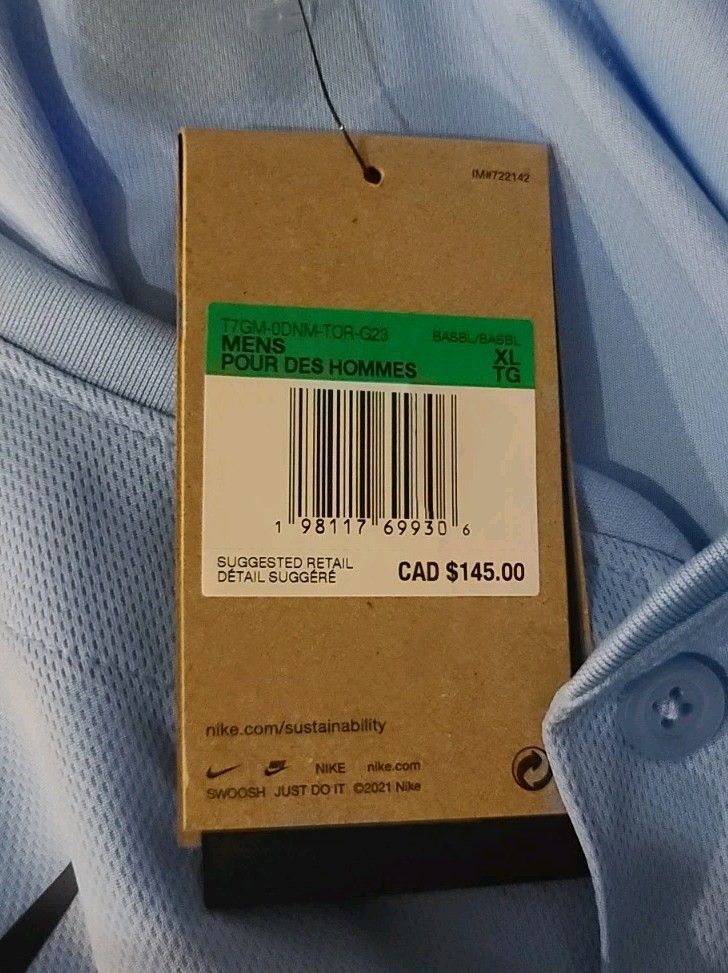 IM#722142
T7GM-0DNM-TOR-G23 BASBL/BASBL
MENS XL
POUR DES HOMMES TG
1 98117 69930 6
SUGGESTED RETAIL
DÉTAIL SUGGÉRÉ CAD $145.00
nike.com/sustainability
NIKE nike.com
SWOOSH JUST DO IT ©2021 Nike